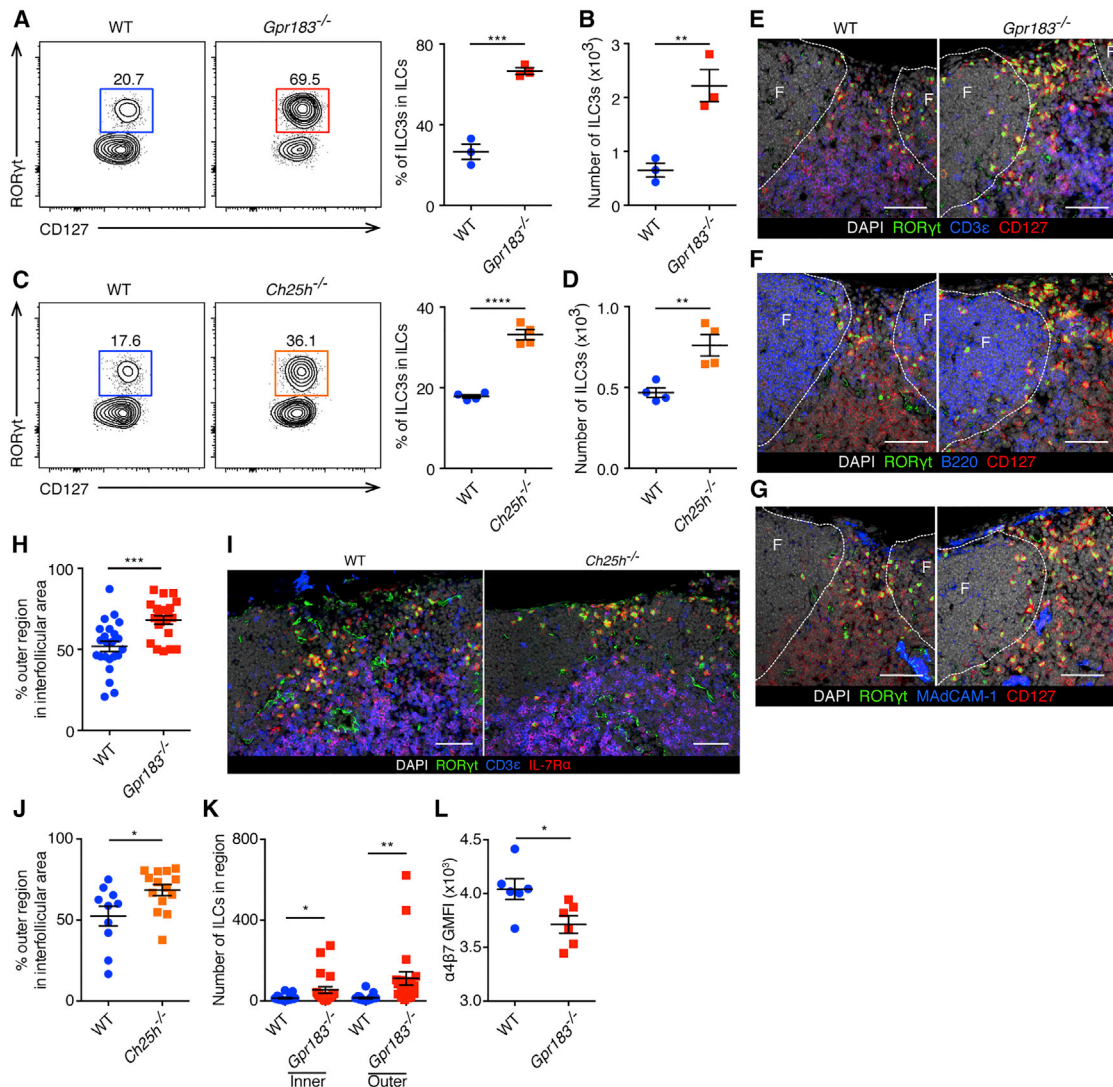 A
WT
Gpr183-/-
20.7
69.5
RORγt
CD127
***
% of ILC3s in ILCs
80
40
0
WT
Gpr183-/-
B
**
Number of ILC3s (x10³)
3
2
1
0
WT
Gpr183-/-
C
WT
Ch25h-/-
17.6
36.1
RORγt
CD127
****
% of ILC3s in ILCs
40
20
0
WT
Ch25h-/-
D
**
Number of ILC3s (x10³)
1.0
0.5
0.0
WT
Ch25h-/-
E
WT
Gpr183-/-
F
F
F
DAPI RORγt CD3ε CD127
F
F
F
F
DAPI RORγt B220 CD127
G
F
F
F
DAPI RORγt MAdCAM-1 CD127
H
***
% outer region
in interfollicular area
100
50
0
WT
Gpr183-/-
I
WT
Ch25h-/-
DAPI RORγt CD3ε IL-7Rα
J
*
% outer region
in interfollicular area
100
50
0
WT
Ch25h-/-
K
*
**
Number of ILCs in region
800
400
0
WT
Gpr183-/-
WT
Gpr183-/-
Inner
Outer
L
*
α4β7 GMFI (x10³)
4.5
4.0
3.5
3.0
WT
Gpr183-/-